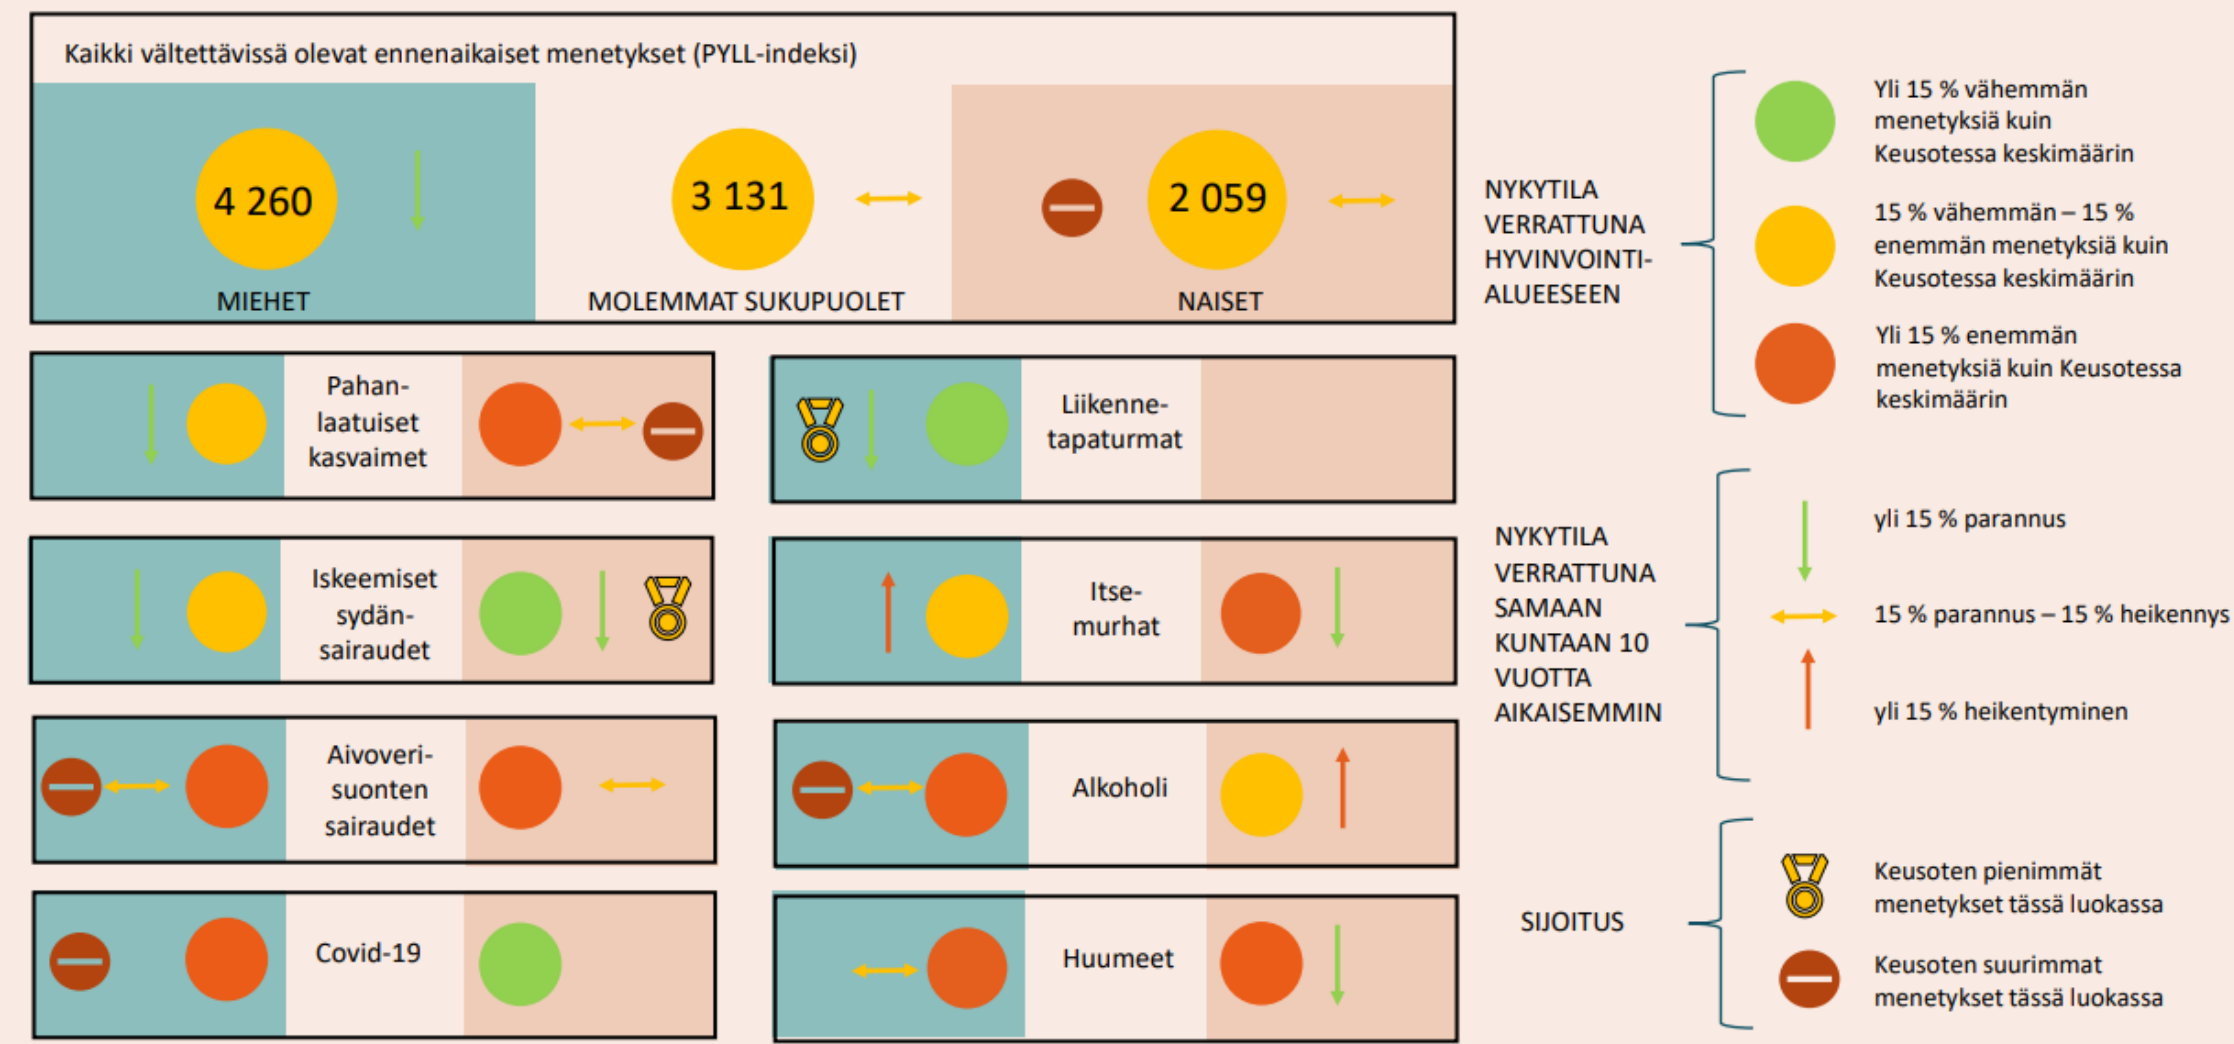 Kaikki vältettävissä olevat ennenaikaiset menetykset (PYLL-indeksi)
4 260
3 131
2 059
MIEHET
MOLEMMAT SUKUPUOLET
NAISET
Pahan-
laatuiset
kasvaimet
Liikenne-
tapaturmat
Iskeemiset
sydän-
sairaudet
Itse-
murhat
Aivoveri-
suonten
sairaudet
Alkoholi
Covid-19
Huumeet
NYKYTILA
VERRATTUNA
HYVINVOINTI-
ALUEESEEN
Yli 15 % vähemmän
menetyksiä kuin
Keusotessa keskimäärin
15 % vähemmän – 15 %
enemmän menetyksiä kuin
Keusotessa keskimäärin
Yli 15 % enemmän
menetyksiä kuin Keusotessa
keskimäärin
NYKYTILA
VERRATTUNA
SAMAAN
KUNTAAN 10
VUOTTA
AIKAISEMMIN
yli 15 % parannus
15 % parannus – 15 % heikennys
yli 15 % heikentyminen
SIJOITUS
Keusoten pienimmät
menetykset tässä luokassa
Keusoten suurimmat
menetykset tässä luokassa